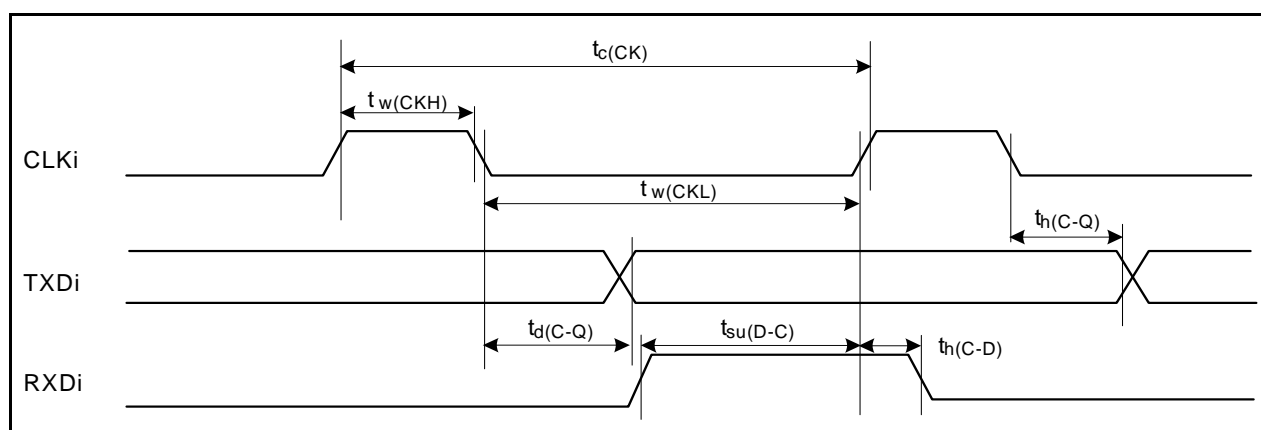 tc(CK)
tw(CKH)
CLKi
tw(CKL)
th(C-Q)
TXDi
td(C-Q)
tsu(D-C)
th(C-D)
RXDi